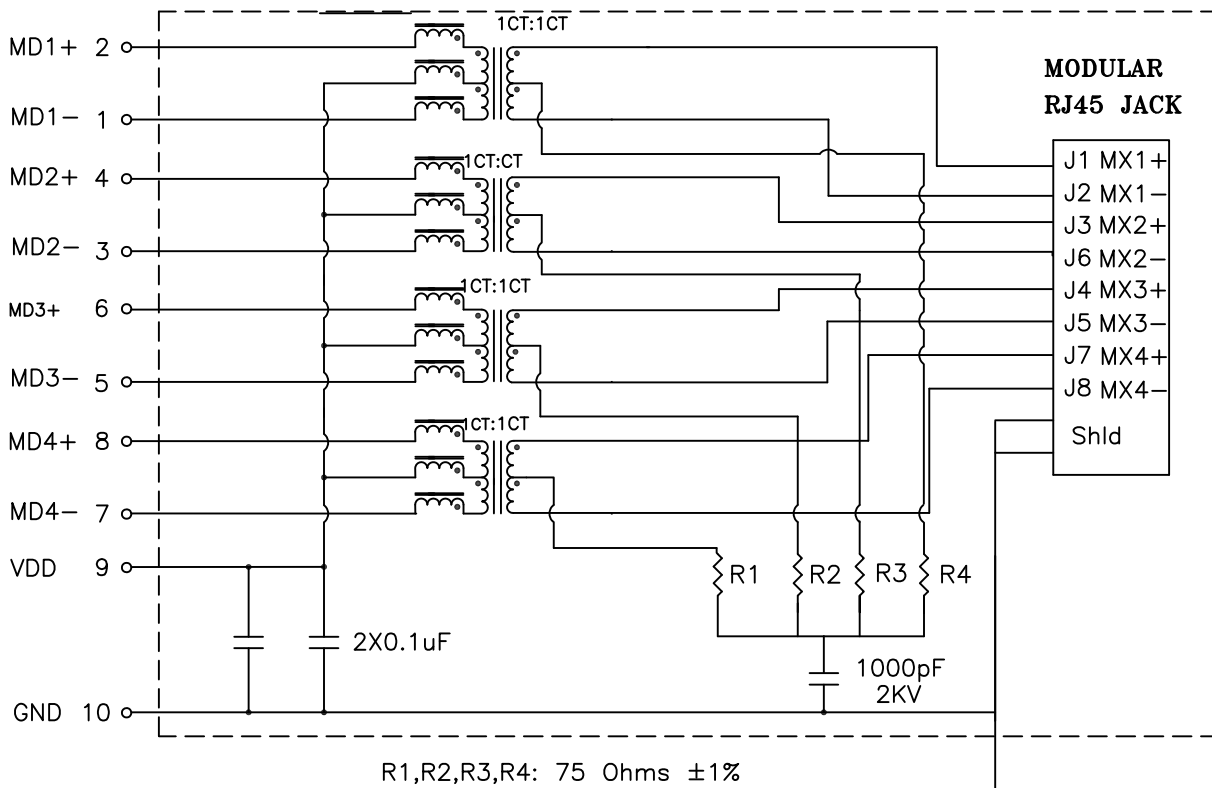 1CT:1CT
MD1+ 2
MD1- 1
MODULAR
RJ45 JACK
J1 MX1+
J2 MX1-
J3 MX2+
J6 MX2-
J4 MX3+
J5 MX3-
J7 MX4+
J8 MX4-
Shld
1CT:CT
MD2+ 4
MD2- 3
1CT:1CT
MD3+ 6
MD3- 5
1CT:1CT
MD4+ 8
MD4- 7
VDD 9
R1
R2
R3
R4
2X0.1uF
1000pF
2KV
GND 10
R1,R2,R3,R4: 75 Ohms ±1%